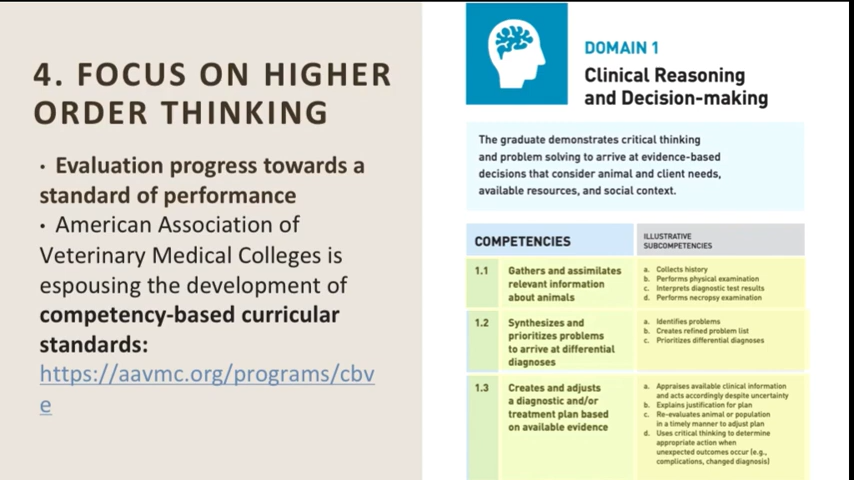 4. FOCUS ON HIGHER
ORDER THINKING
· Evaluation progress towards a
standard of performance
· American Association of
Veterinary Medical Colleges is
espousing the development of
competency-based curricular
standards:
https://aavmc.org/programs/cbv
e
DOMAIN 1
Clinical Reasoning
and Decision-making
The graduate demonstrates critical thinking
and problem solving to arrive at evidence-based
decisions that consider animal and client needs,
available resources, and social context.
COMPETENCIES
ILLUSTRATIVE
SUBCOMPETENCIES
1.1 Gathers and assimilates
relevant information
about animals
a. Collects history
b. Performs physical examination
c. Interprets diagnostic test results
d. Performs necropsy examination
1.2 Synthesizes and
prioritizes problems
to arrive at differential
diagnoses
a. Identifies problems
b. Creates refined problem list
c. Prioritizes differential diagnoses
1.3 Creates and adjusts
a diagnostic and/or
treatment plan based
on available evidence
a. Appraises available clinical information
and acts accordingly despite uncertainty
b. Explains justification for plan
c. Re-evaluates animal or population
in a timely manner to adjust plan
d. Uses critical thinking to determine
appropriate action when
unexpected outcomes occur (e.g.,
complications, changed diagnosis)